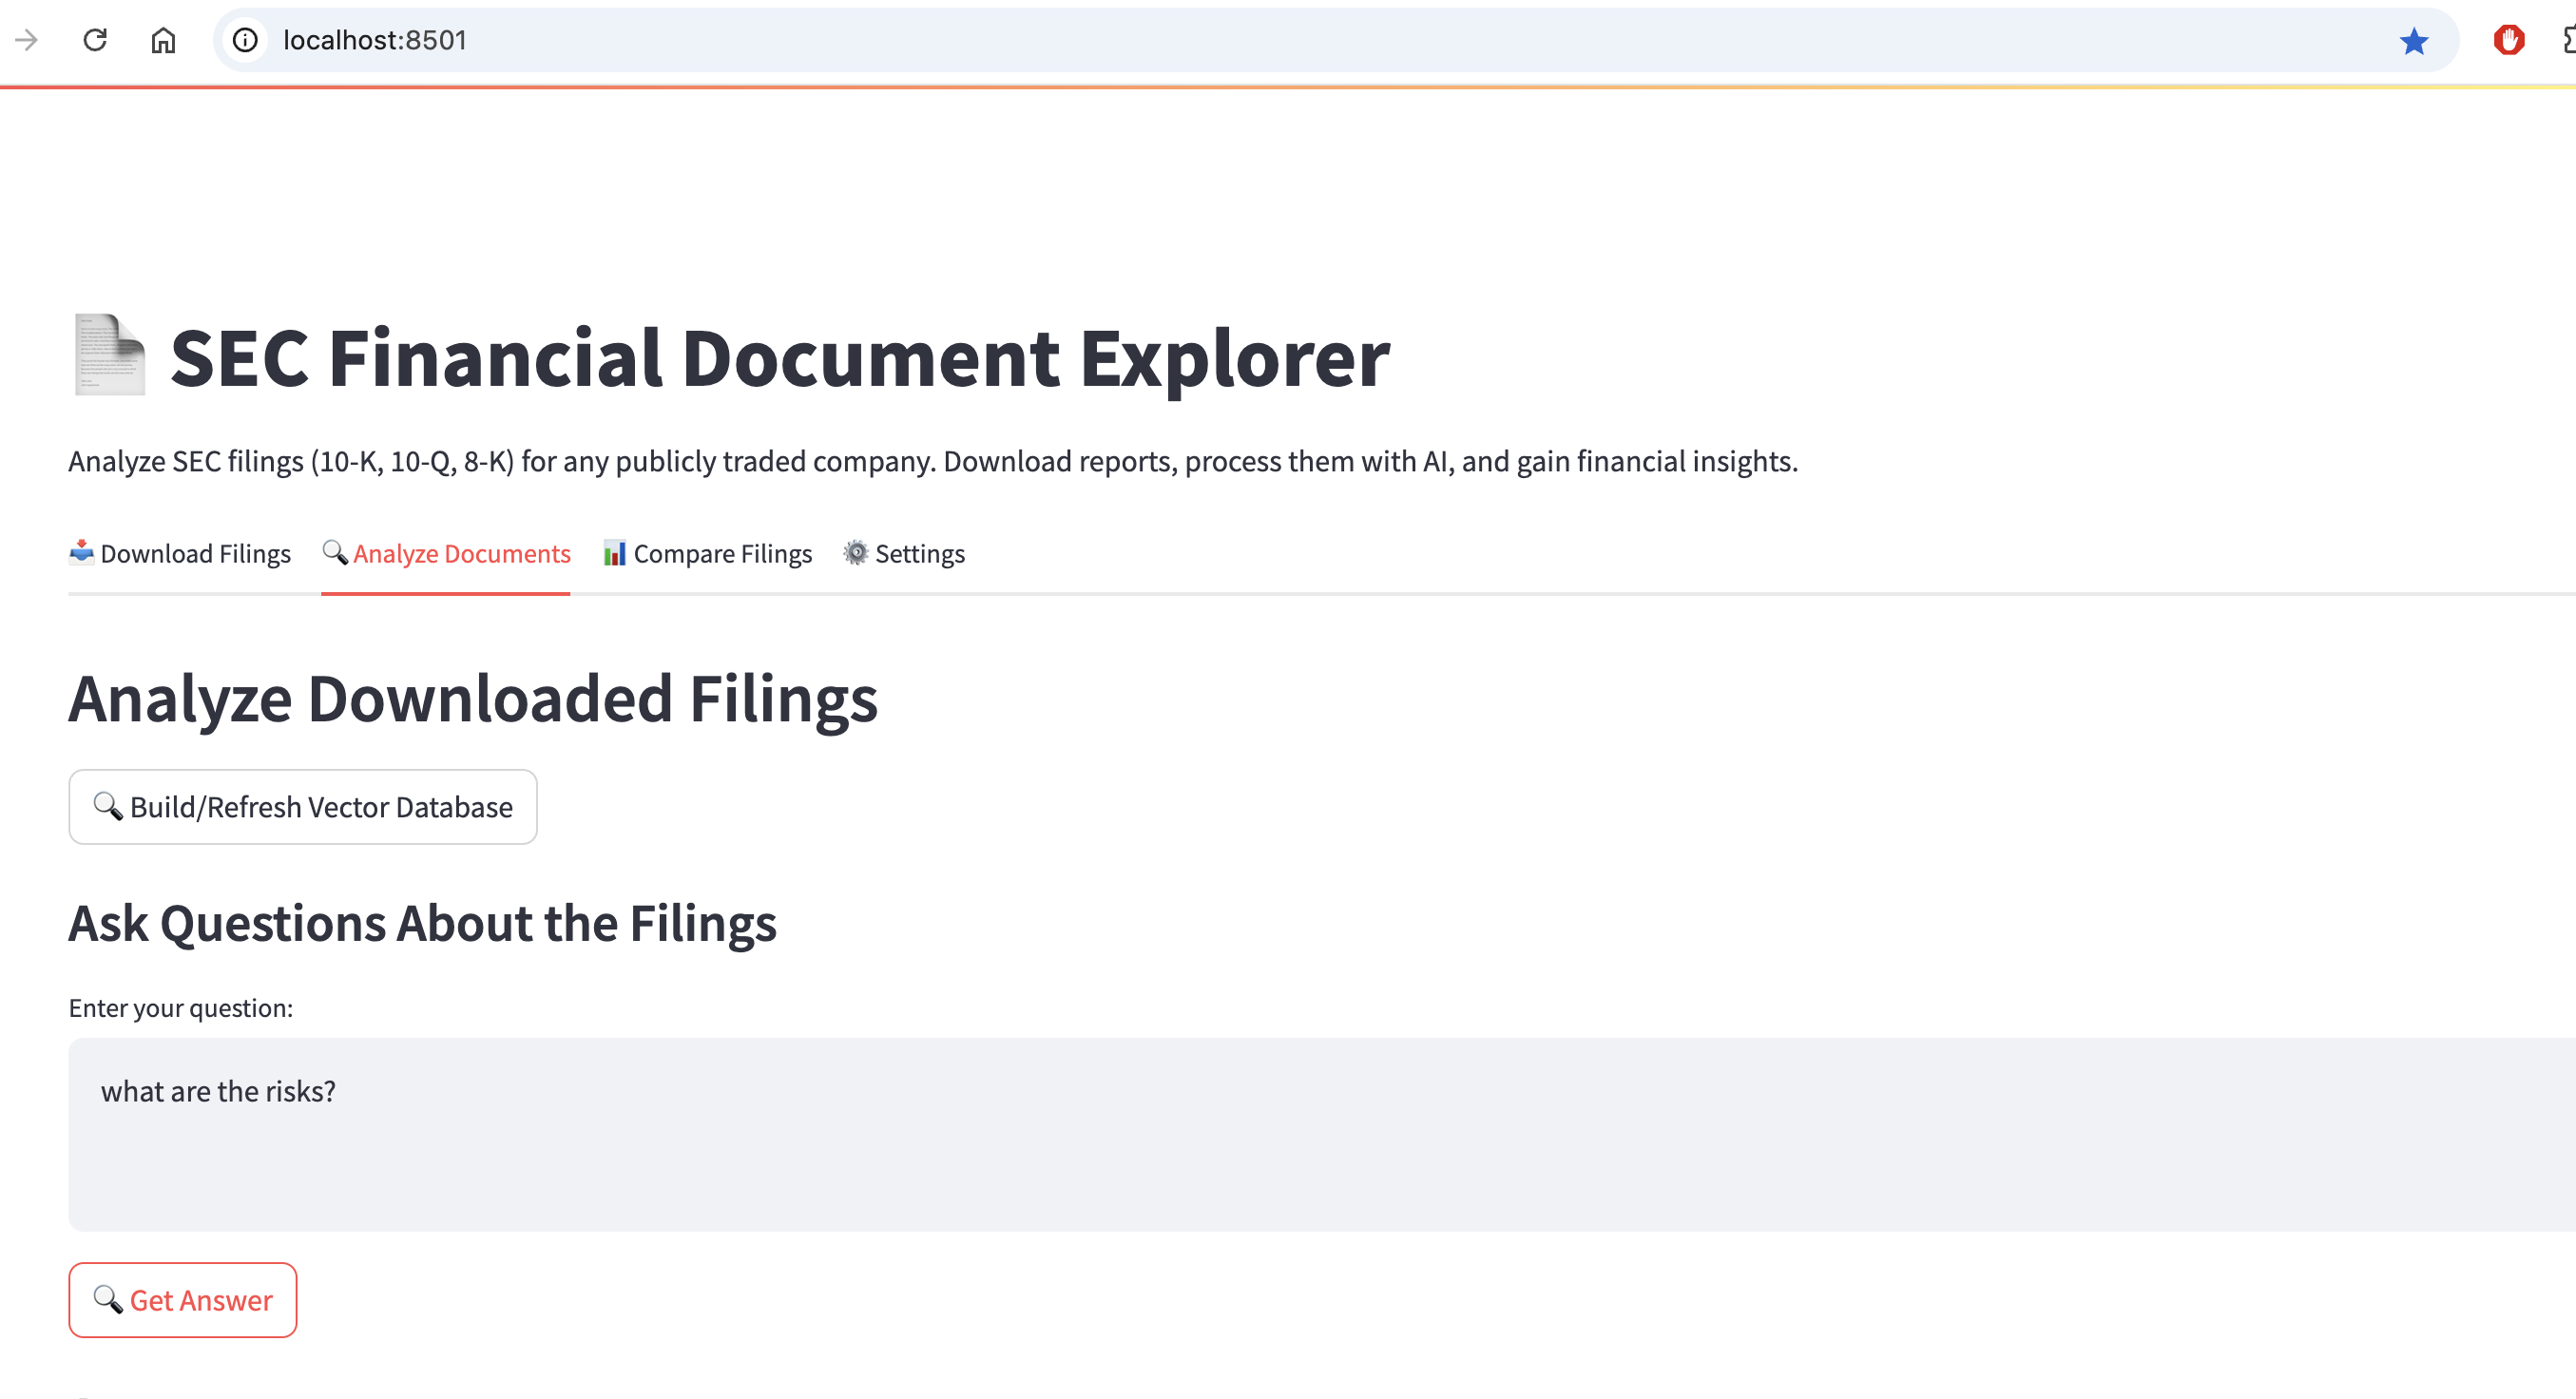 localhost:8501
SEC Financial Document Explorer
Analyze SEC filings (10-K, 10-Q, 8-K) for any publicly traded company. Download reports, process them with AI, and gain financial insights.
Download Filings Analyze Documents Compare Filings Settings
Analyze Downloaded Filings
Build/Refresh Vector Database
Ask Questions About the Filings
Enter your question:
what are the risks?
Get Answer